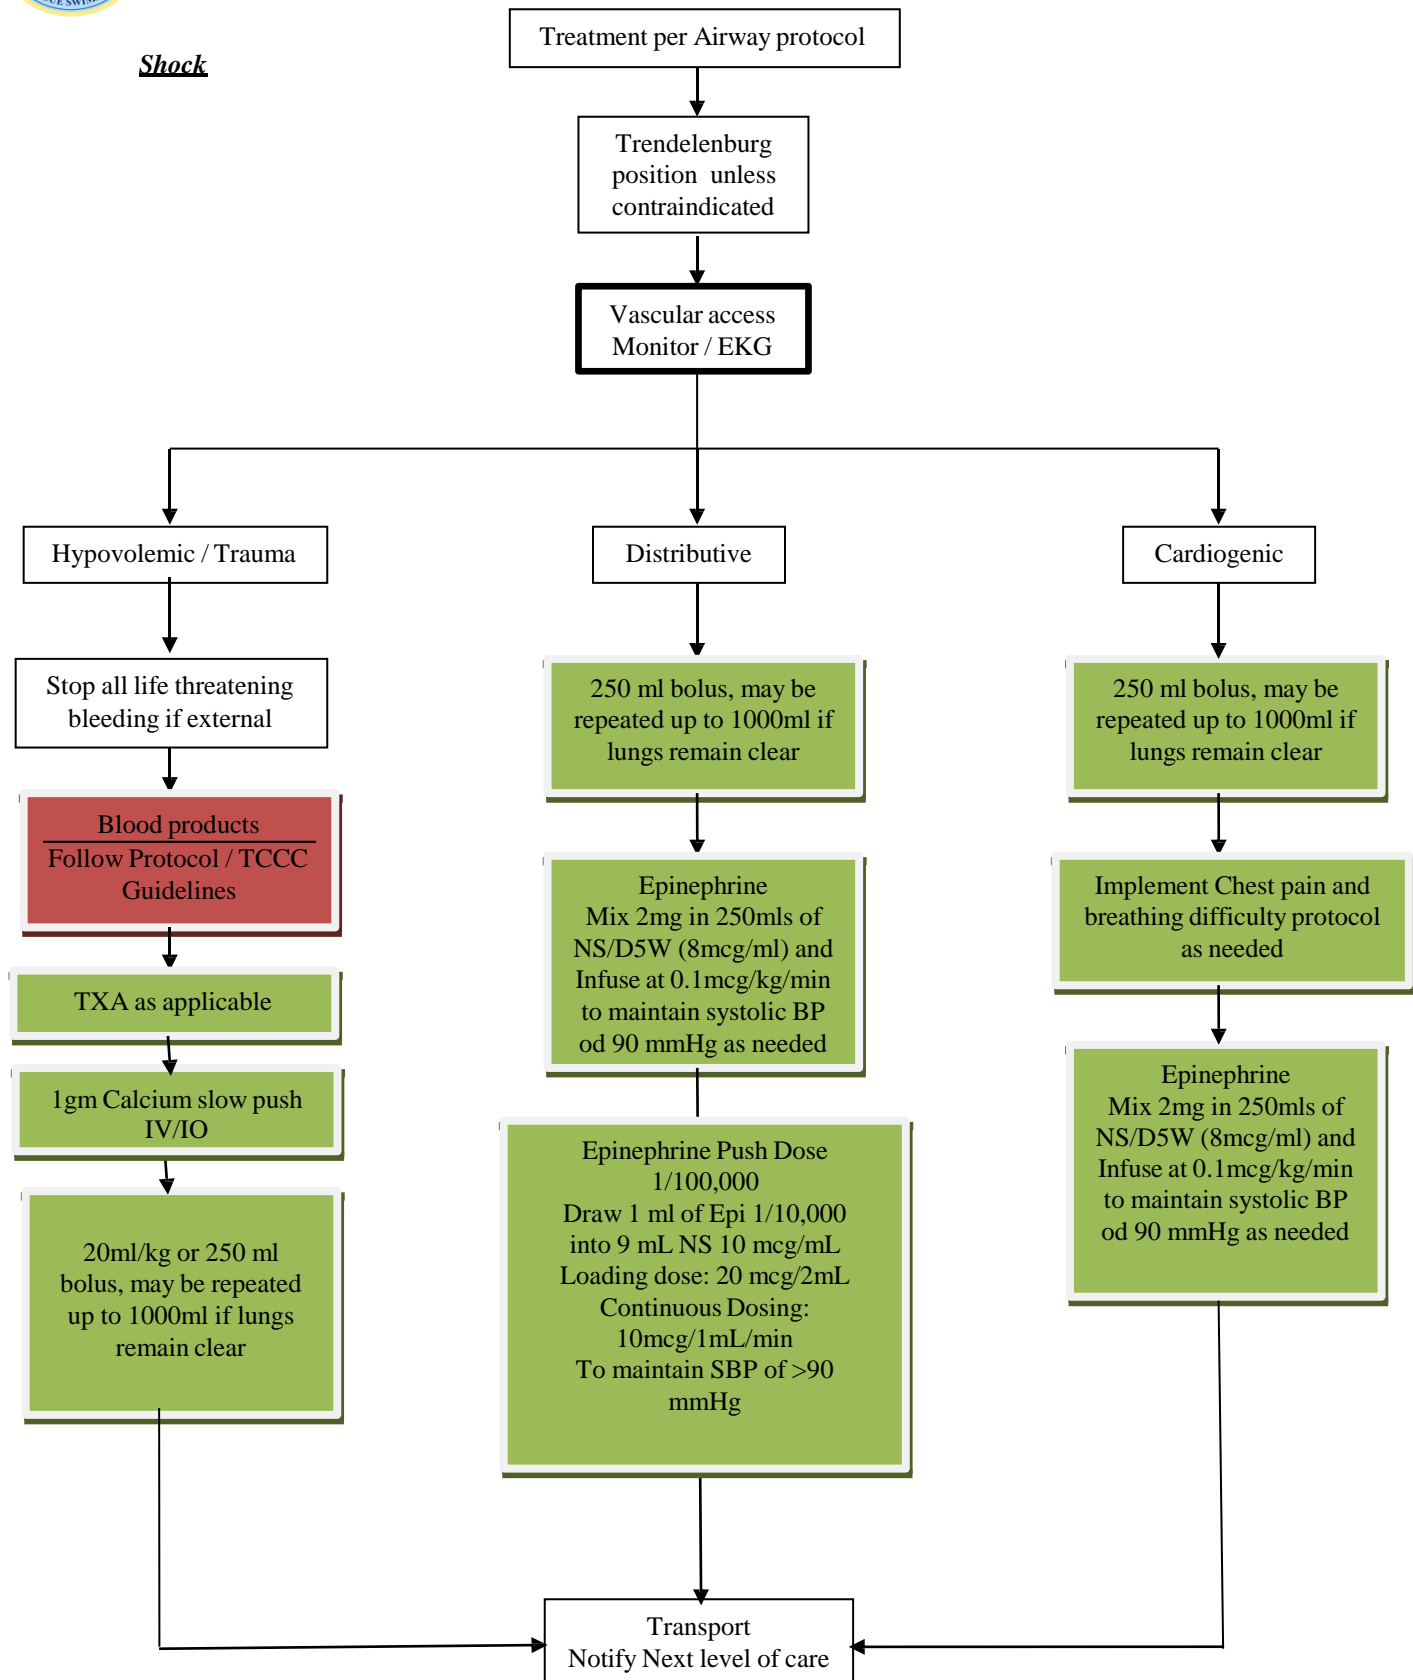 UE SWIM
Shock
Treatment per Airway protocol
Trendelenburg
position unless
contraindicated
Vascular access
Monitor / EKG
Hypovolemic / Trauma
Stop all life threatening
bleeding if external
Blood products
Follow Protocol / TCCC
Guidelines
TXA as applicable
1gm Calcium slow push
IV/IO
20ml/kg or 250 ml
bolus, may be repeated
up to 1000ml if lungs
remain clear
Distributive
250 ml bolus, may be
repeated up to 1000ml if
lungs remain clear
Epinephrine
Mix 2mg in 250mls of
NS/D5W (8mcg/ml) and
Infuse at 0.1mcg/kg/min
to maintain systolic BP
od 90 mmHg as needed
Epinephrine Push Dose
1/100,000
Draw 1 ml of Epi 1/10,000
into 9 mL NS 10 mcg/mL
Loading dose: 20 mcg/2mL
Continuous Dosing:
10mcg/1mL/min
To maintain SBP of >90
mmHg
Cardiogenic
250 ml bolus, may be
repeated up to 1000ml if
lungs remain clear
Implement Chest pain and
breathing difficulty protocol
as needed
Epinephrine
Mix 2mg in 250mls of
NS/D5W (8mcg/ml) and
Infuse at 0.1mcg/kg/min
to maintain systolic BP
od 90 mmHg as needed
Transport
Notify Next level of care